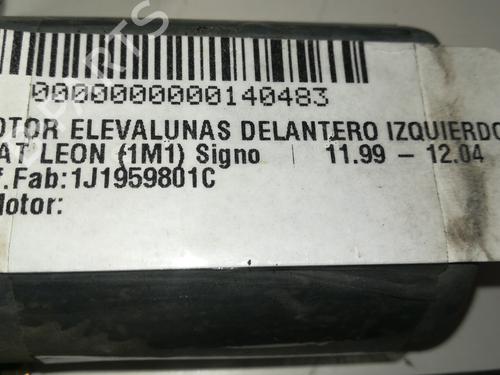 0000000000140483
OTOR ELEVALUNAS DELANTERO IZQUIERDO
AT LEON (1M1) Signo 11.99 – 12.04
f.Fab:1J1959801C
Motor: